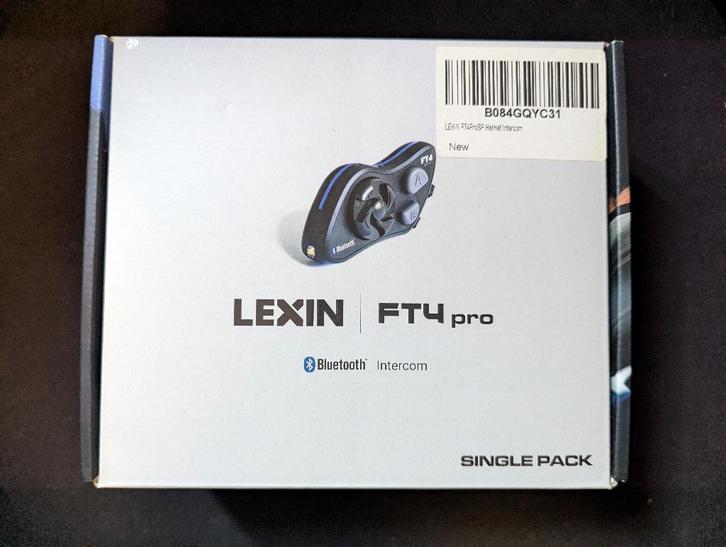 B084GQYC31
LEXIN FT4ProSP Helmet Intercom
New
FT4
A
B
Bluetooth
LEXIN | FT4 pro
Bluetooth Intercom
SINGLE PACK